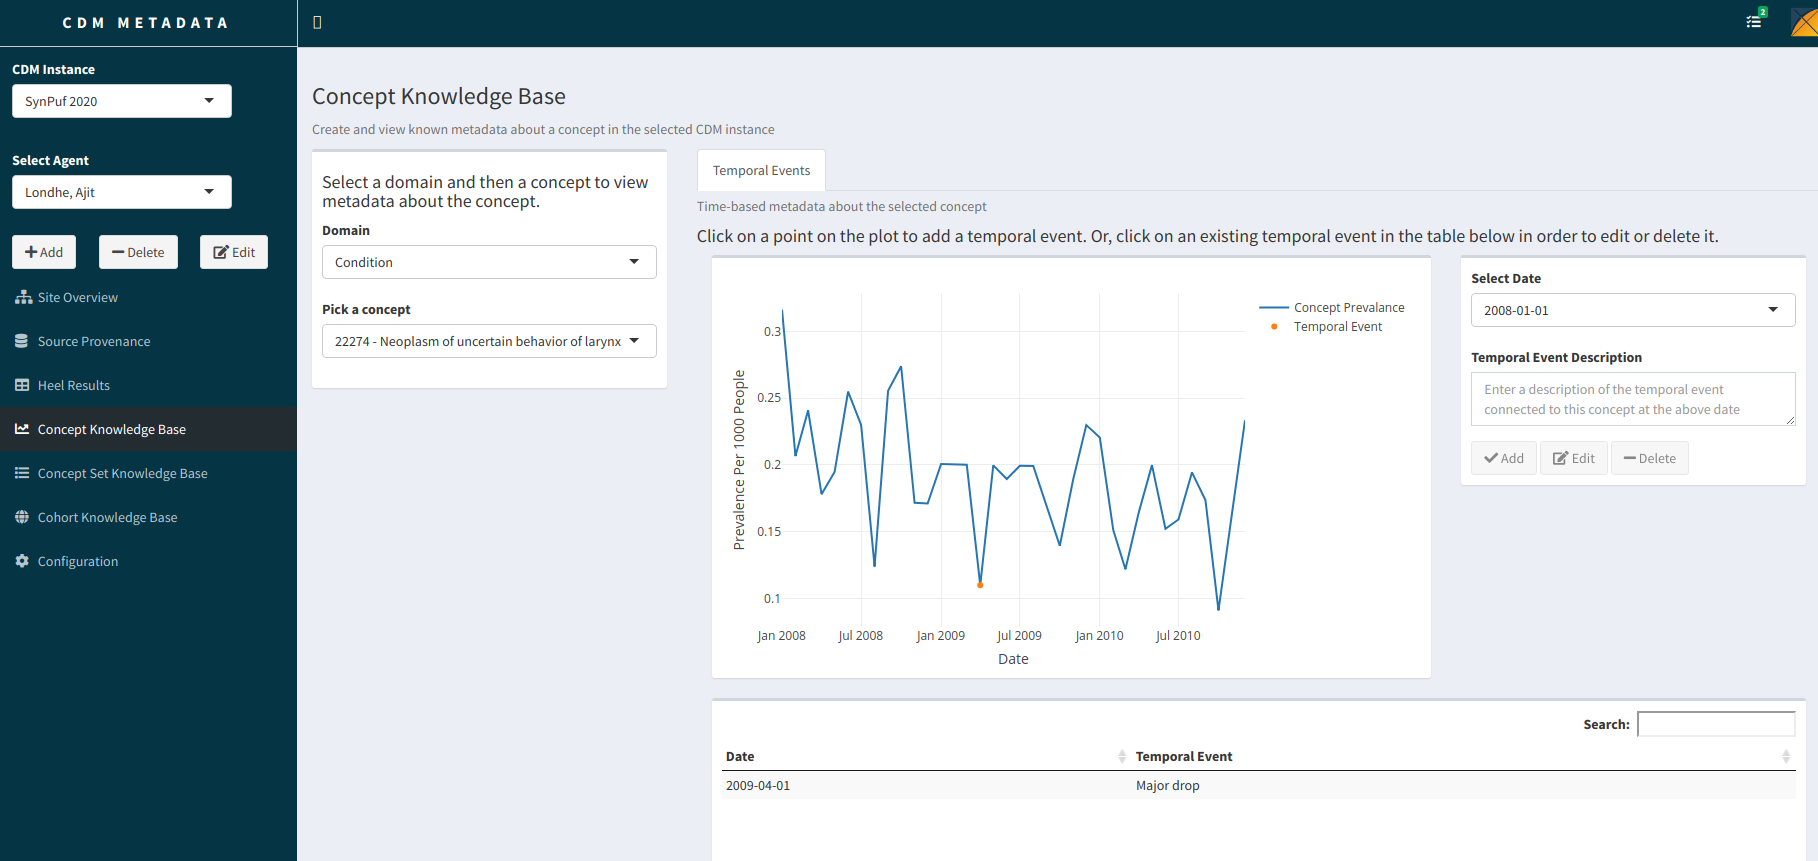 CDM METADATA
2
CDM Instance
SynPuf 2020
Select Agent
Londhe, Ajit
Add
Delete
Edit
Site Overview
Source Provenance
Heel Results
Concept Knowledge Base
Concept Set Knowledge Base
Cohort Knowledge Base
Configuration
Concept Knowledge Base
Create and view known metadata about a concept in the selected CDM instance
Select a domain and then a concept to view
metadata about the concept.
Domain
Condition
Pick a concept
22274 - Neoplasm of uncertain behavior of larynx
Temporal Events
Time-based metadata about the selected concept
Click on a point on the plot to add a temporal event. Or, click on an existing temporal event in the table below in order to edit or delete it.
Concept Prevalance
Temporal Event
Prevalence Per 1000 People
0.3
0.25
0.2
0.15
0.1
Jan 2008
Jul 2008
Jan 2009
Jul 2009
Jan 2010
Jul 2010
Date
Select Date
2008-01-01
Temporal Event Description
Enter a description of the temporal event
connected to this concept at the above date
Add
Edit
Delete
Search:
Date
Temporal Event
2009-04-01
Major drop